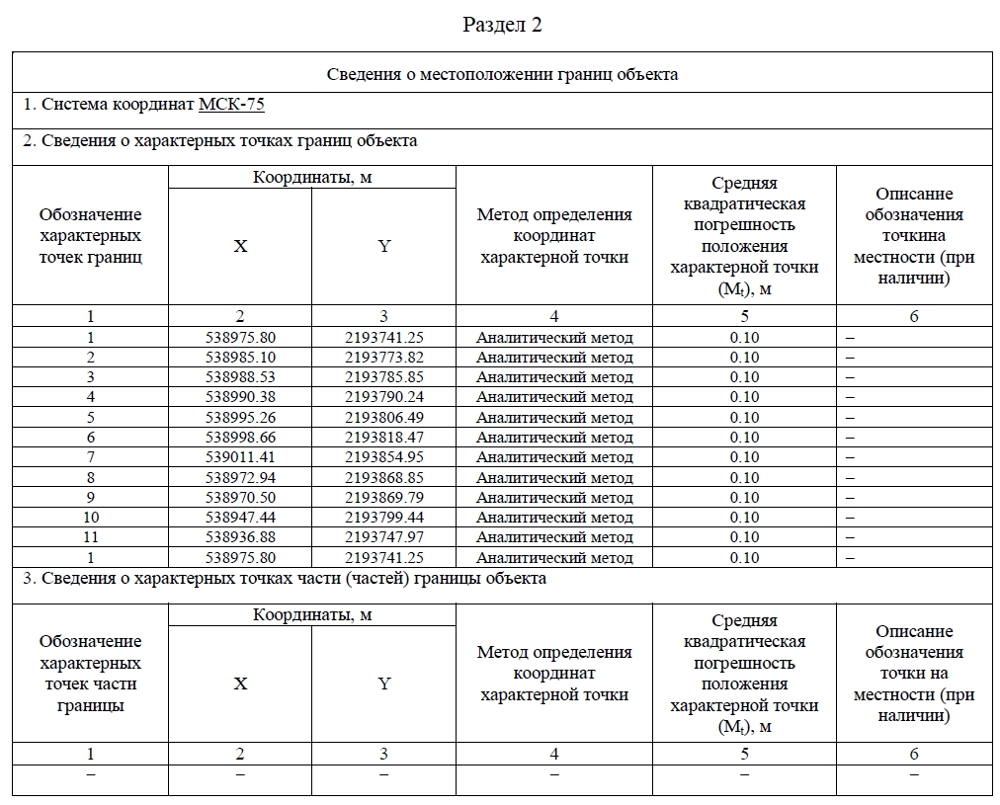 Раздел 2
Сведения о местоположении границ объекта
1. Система координат МСК-75
2. Сведения о характерных точках границ объекта
Обозначение характерных точек границ
Координаты, м
X
Y
Метод определения координат характерной точки
Средняя квадратическая погрешность положения характерной точки (Mt), м
Описание обозначения точкина местности (при наличии)
1 2 3 4 5 6
1 538975.80 2193741.25 Аналитический метод 0.10 –
2 538985.10 2193773.82 Аналитический метод 0.10 –
3 538988.53 2193785.85 Аналитический метод 0.10 –
4 538990.38 2193790.24 Аналитический метод 0.10 –
5 538995.26 2193806.49 Аналитический метод 0.10 –
6 538998.66 2193818.47 Аналитический метод 0.10 –
7 539011.41 2193854.95 Аналитический метод 0.10 –
8 538972.94 2193868.85 Аналитический метод 0.10 –
9 538970.50 2193869.79 Аналитический метод 0.10 –
10 538947.44 2193799.44 Аналитический метод 0.10 –
11 538936.88 2193747.97 Аналитический метод 0.10 –
1 538975.80 2193741.25 Аналитический метод 0.10 –
3. Сведения о характерных точках части (частей) границы объекта
Обозначение характерных точек части границы
Координаты, м
X
Y
Метод определения координат характерной точки
Средняя квадратическая погрешность положения характерной точки (Mt), м
Описание обозначения точки на местности (при наличии)
1 2 3 4 5 6
– – – – – –